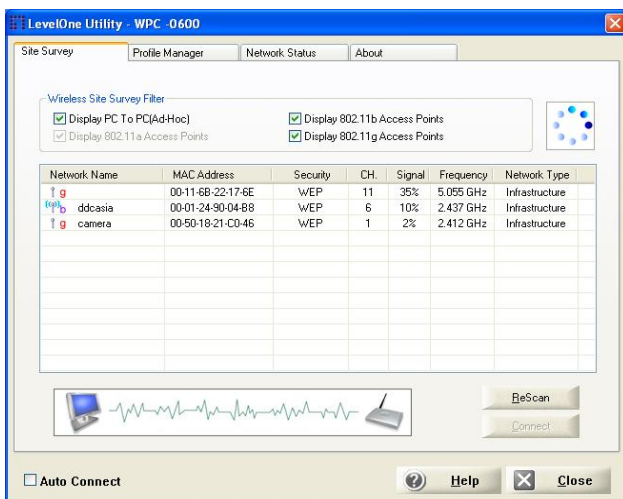 LevelOne Utility - WPC -0600
Site Survey Profile Manager Network Status About
Wireless Site Survey Filter
Display PC To PC(Ad-Hoc) Display 802.11b Access Points
Display 802.11a Access Points Display 802.11g Access Points
Network Name MAC Address Security CH. Signal Frequency Network Type
g 00-11-6B-22-17-6E WEP 11 35% 5.055 GHz Infrastructure
b ddcasia 00-01-24-90-04-B8 WEP 6 10% 2.437 GHz Infrastructure
g camera 00-50-18-21-C0-46 WEP 1 2% 2.412 GHz Infrastructure
ReScan
Connect
Auto Connect Help Close